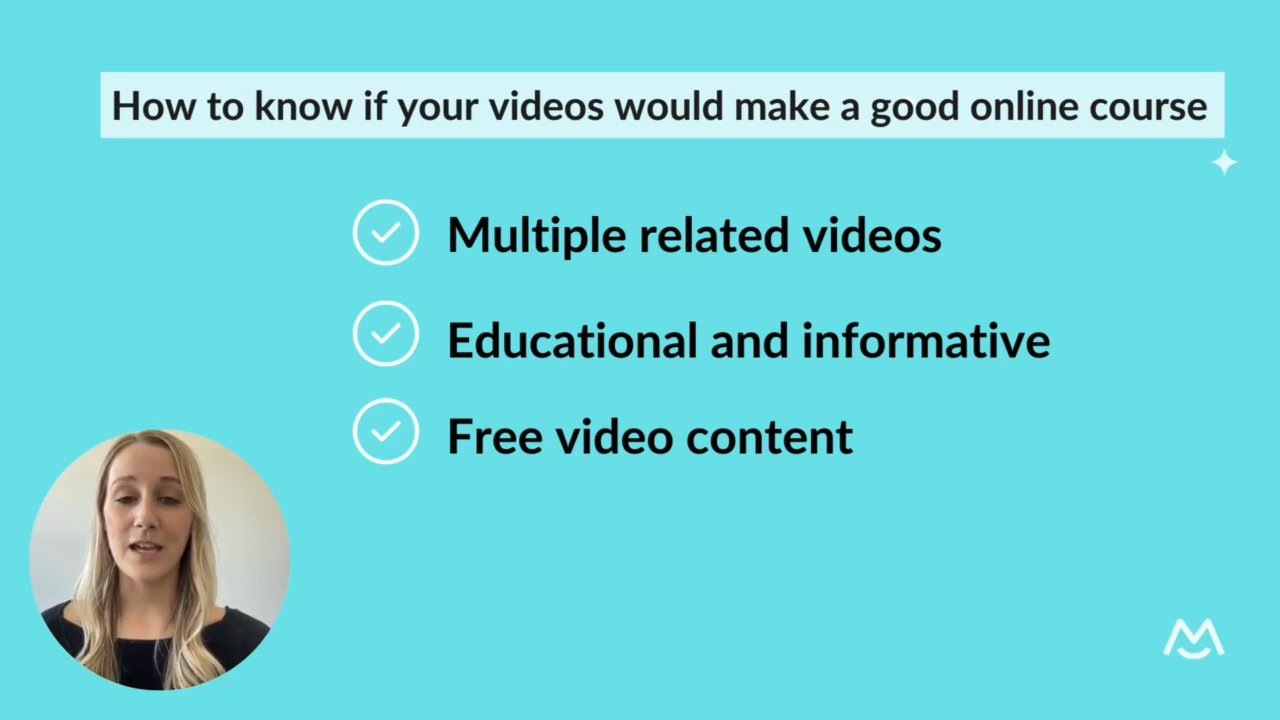 How to know if your videos would make a good online course
Multiple related videos
Educational and informative
Free video content